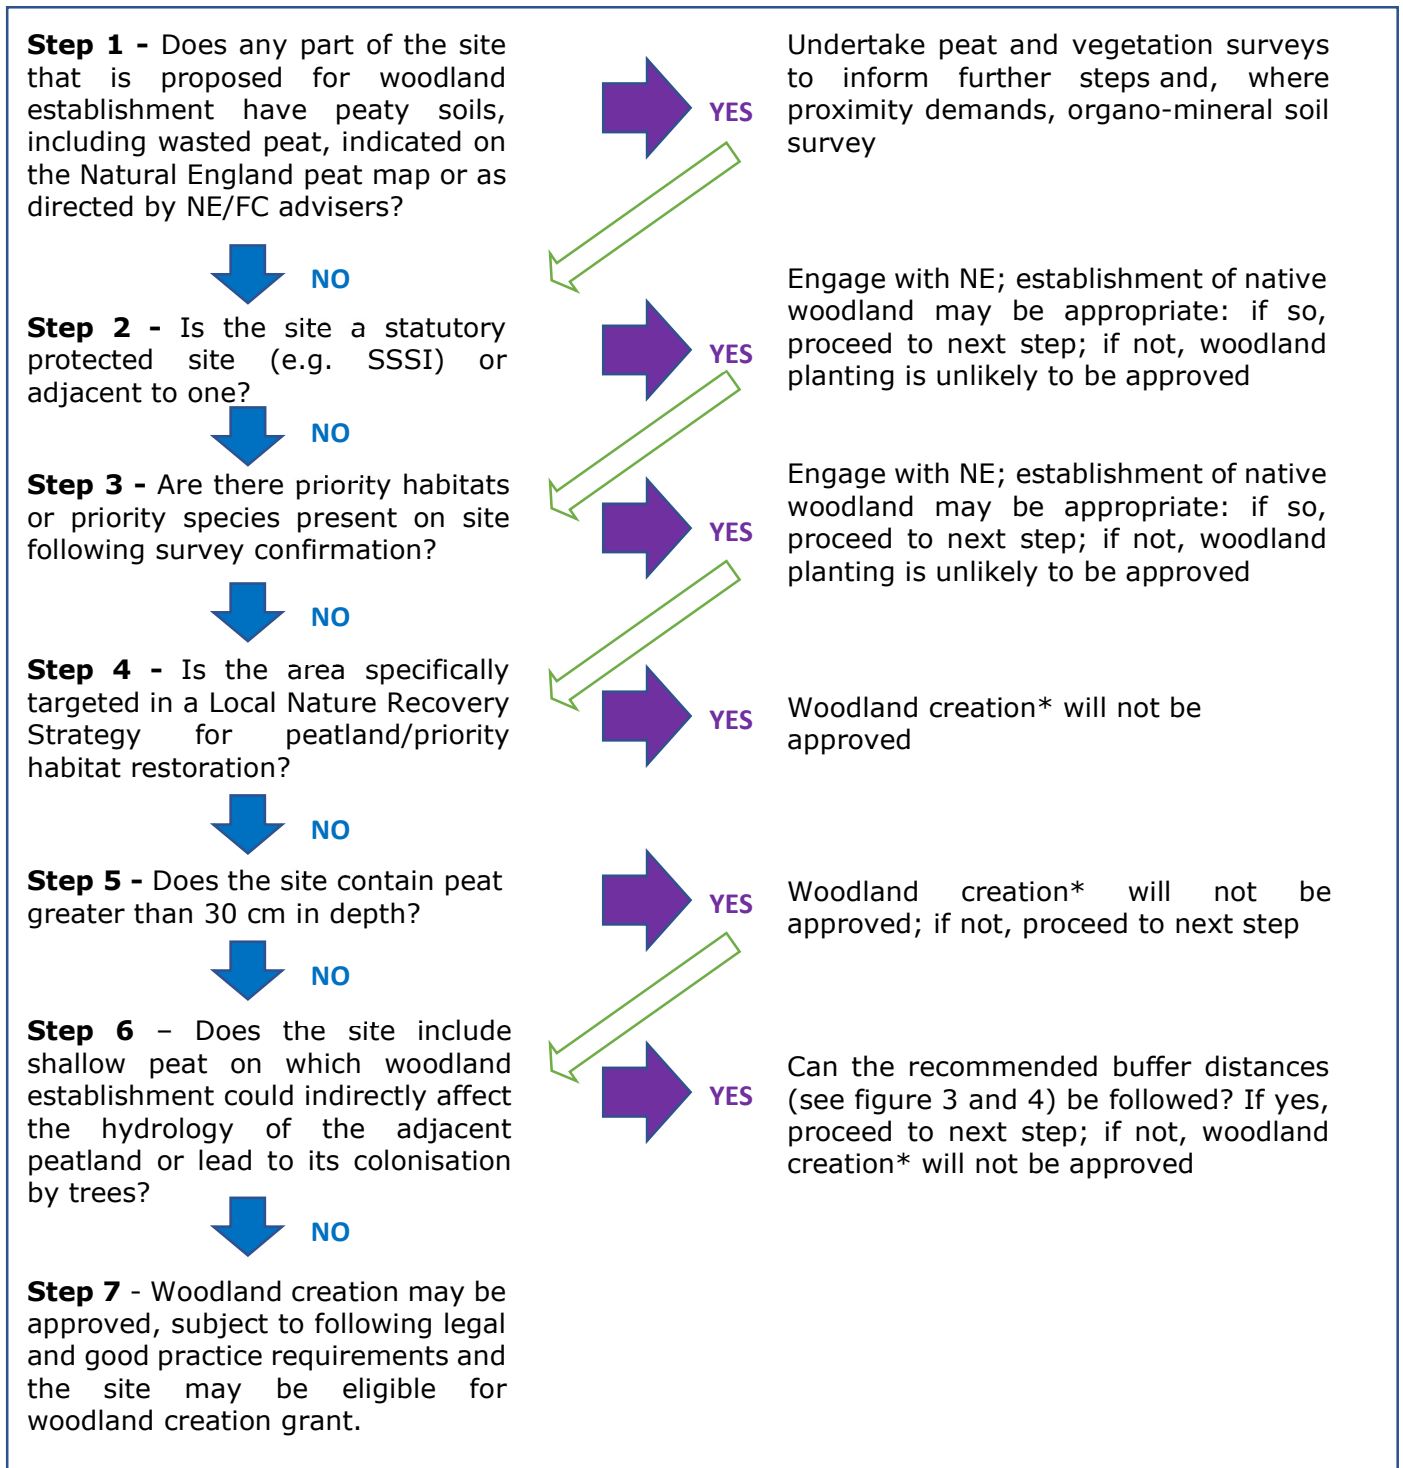 Step 1 - Does any part of the site
that is proposed for woodland
establishment have peaty soils,
including wasted peat, indicated on
the Natural England peat map or as
directed by NE/FC advisers?
YES
Undertake peat and vegetation surveys
to inform further steps and, where
proximity demands, organo-mineral soil
survey
NO
Step 2 - Is the site a statutory
protected site (e.g. SSSI) or
adjacent to one?
YES
Engage with NE; establishment of native
woodland may be appropriate: if so,
proceed to next step; if not, woodland
planting is unlikely to be approved
NO
Step 3 - Are there priority habitats
or priority species present on site
following survey confirmation?
YES
Engage with NE; establishment of native
woodland may be appropriate: if so,
proceed to next step; if not, woodland
planting is unlikely to be approved
NO
Step 4 - Is the area specifically
targeted in a Local Nature Recovery
Strategy for peatland/priority
habitat restoration?
YES
Woodland creation* will not be
approved
NO
Step 5 - Does the site contain peat
greater than 30 cm in depth?
YES
Woodland creation* will not be
approved; if not, proceed to next step
NO
Step 6 – Does the site include
shallow peat on which woodland
establishment could indirectly affect
the hydrology of the adjacent
peatland or lead to its colonisation
by trees?
YES
Can the recommended buffer distances
(see figure 3 and 4) be followed? If yes,
proceed to next step; if not, woodland
creation* will not be approved
NO
Step 7 - Woodland creation may be
approved, subject to following legal
and good practice requirements and
the site may be eligible for
woodland creation grant.